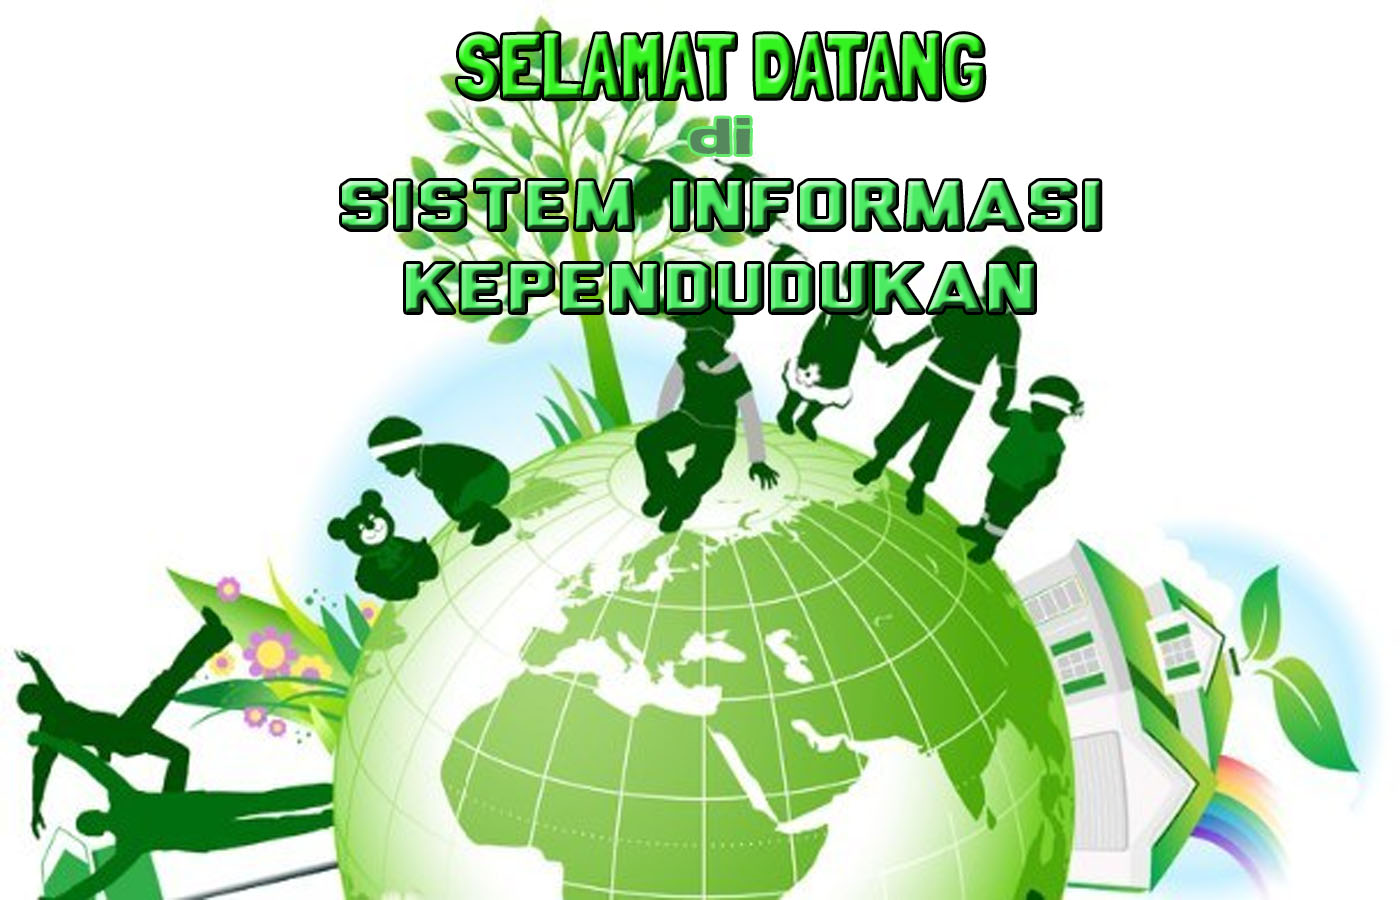 SELAMAT DATANG
di
SISTEM INFORMASI
KEPENDUDUKAN